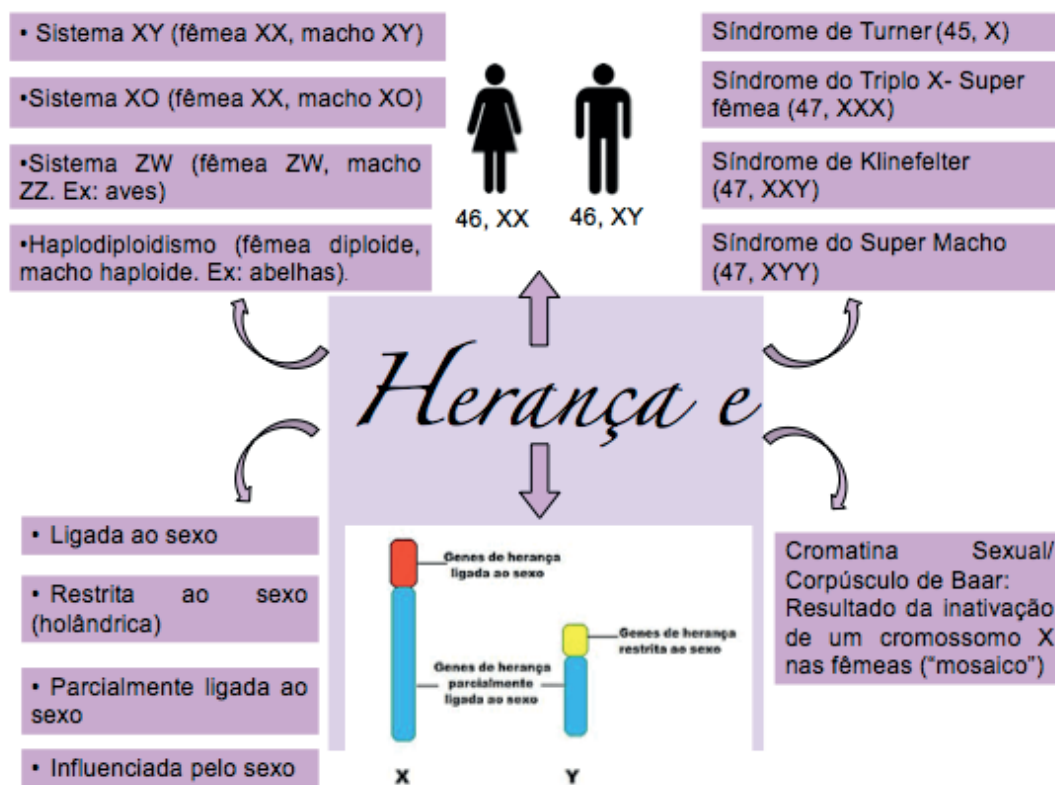 • Sistema XY (fêmea XX, macho XY)
•Sistema XO (fêmea XX, macho XO)
•Sistema ZW (fêmea ZW, macho
ZZ. Ex: aves)
•Haplodiploidismo (fêmea diploide,
macho haploide. Ex: abelhas).
46, XX
46, XY
Síndrome de Turner (45, X)
Síndrome do Triplo X- Super
fêmea (47, XXX)
Síndrome de Klinefelter
(47, XXY)
Síndrome do Super Macho
(47, XYY)
Herança e
• Ligada ao sexo
• Restrita ao sexo
(holândrica)
• Parcialmente ligada ao
sexo
• Influenciada pelo sexo
Genes de herança
ligada ao sexo
Genes de herança
restrita ao sexo
Genes de herança
parcialmente
ligada ao sexo
X
Y
Cromatina Sexual/
Corpúsculo de Baar:
Resultado da inativação
de um cromossomo X
nas fêmeas (“mosaico”)